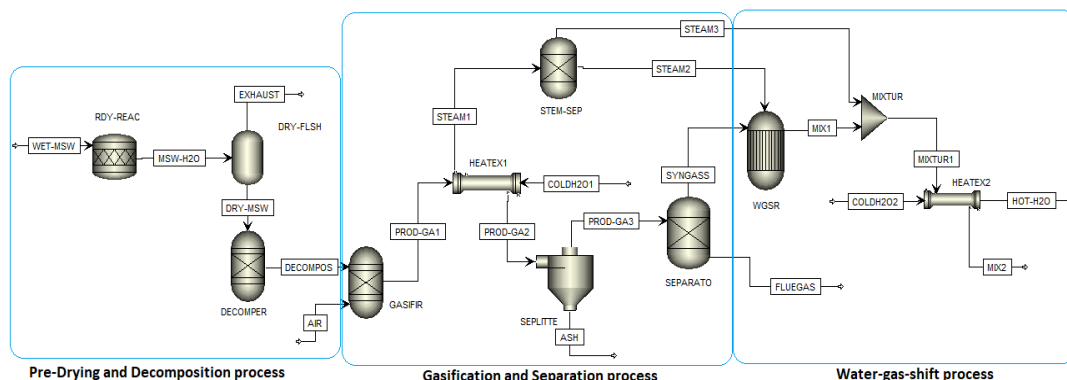 STEAM3
EXHAUST
STEAM2
MIXTUR
STEM-SEP
RDY-REAC
DRY-FLSH
STEAM1
WET-MSW
MSW-H2O
MIX1
HEATEX1
MIXTUR1
SYNGASS
HEATEX2
COLDH2O1
WGSR
DRY-MSW
COLDH2O2
HOT-H2O
PROD-GA1
PROD-GA2
PROD-GA3
DECOMPOS
MIX2
SEPARATO
FLUEGAS
DECOMPER
GASIFIR
AIR
SEPLITTE
ASH
Pre-Drying and Decomposition process
Gasification and Separation process
Water-gas-shift process